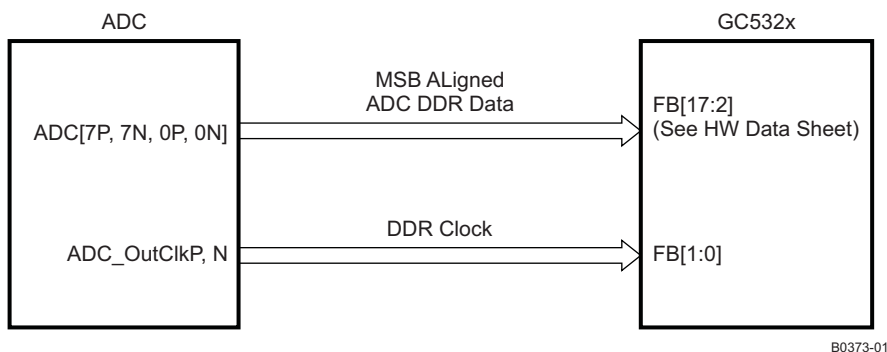 ADC
GC532x
MSB ALigned
ADC DDR Data
ADC[7P, 7N, 0P, 0N]
FB[17:2]
(See HW Data Sheet)
DDR Clock
ADC_OutClkP, N
FB[1:0]
B0373-01